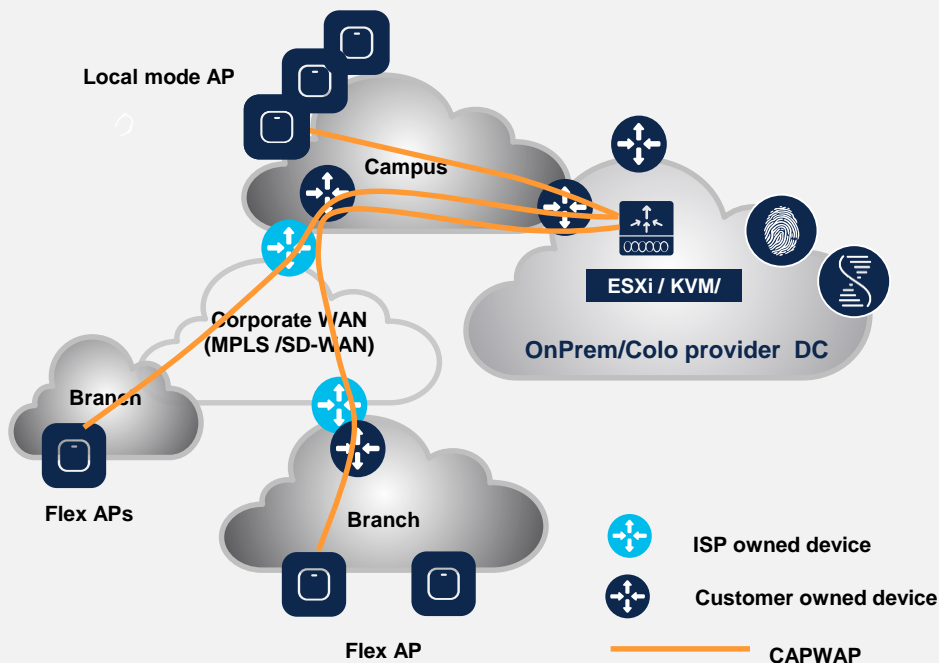 Local mode AP
Campus
ESXi / KVM/
OnPrem/Colo provider DC
Corporate WAN
(MPLS /SD-WAN)
Branch
Flex APs
Branch
Flex AP
ISP owned device
Customer owned device
CAPWAP